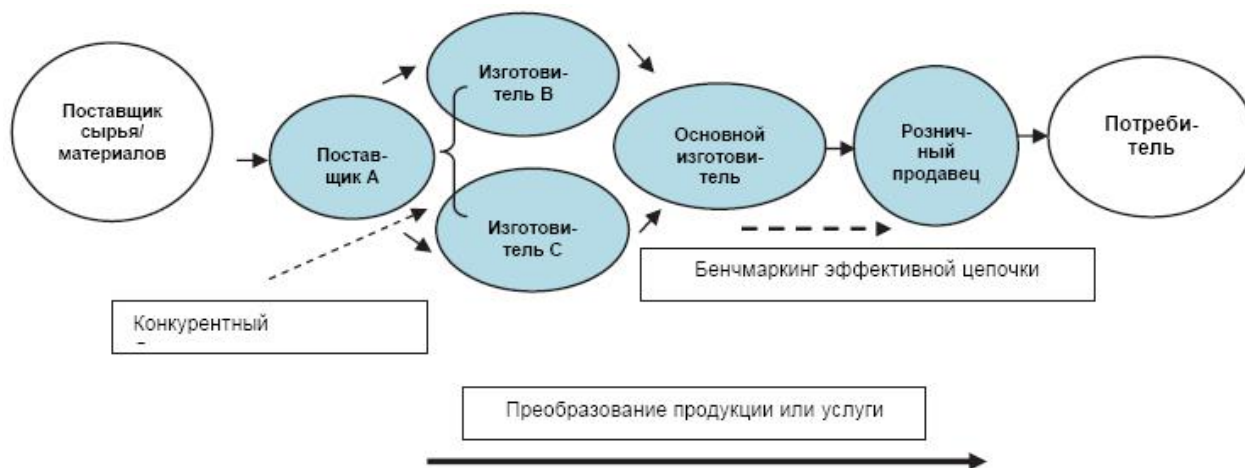 Поставщик
сырья/
материалов
Постав-
щик А
Изготови-
тель В
Изготови-
тель С
Основной
изготови-
тель
Рознич-
ный
продавец
Потреби-
тель
Бенчмаркинг эффективной цепочки
Конкурентный
Преобразование продукции или услуги